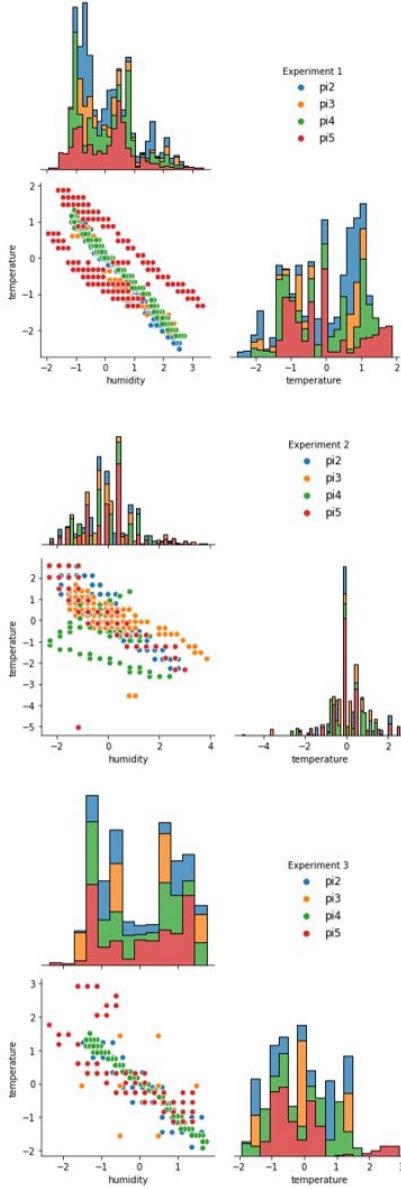 Experiment 1
pi2
pi3
pi4
pi5
2
1
0
−1
−2
temperature
−2 −1 0 1 2 3
humidity
−2 −1 0 1 2
temperature
Experiment 2
pi2
pi3
pi4
pi5
2
1
0
−1
−2
−3
−4
−5
temperature
−2 0 2 4
humidity
−4 −2 0 2
temperature
Experiment 3
pi2
pi3
pi4
pi5
3
2
1
0
−1
−2
temperature
−2 −1 0 1
humidity
−2 −1 0 1 2 3
temperature